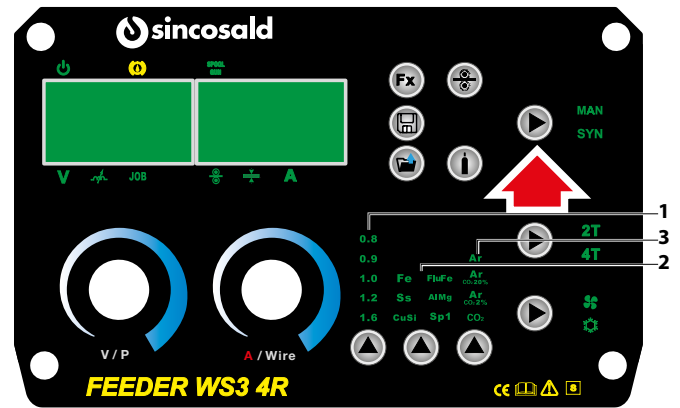 sincosald
SPOOL
GUN
Fx
MAN
SYN
V
JOB
A
1
0.8
2T
3
0.9
Ar
4T
2
1.0 Fe FluFe Ar
CO₂ 20%
1.2 Ss AlMg Ar
CO₂ 2%
1.6 CuSi Sp1 CO₂
V / P
A / Wire
FEEDER WS3 4R
CE
8